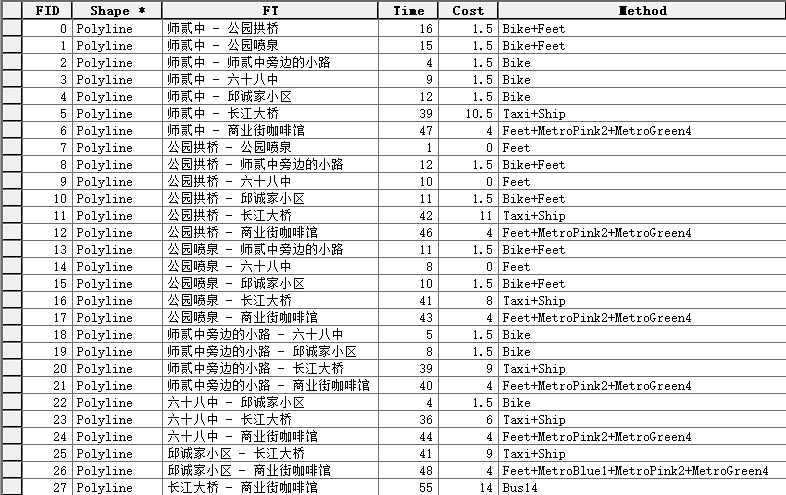 FID Shape * FT Time Cost Method
0 Polyline 师贰中 - 公园拱桥 16 1.5 Bike+Feet
1 Polyline 师贰中 - 公园喷泉 15 1.5 Bike+Feet
2 Polyline 师贰中 - 师贰中旁边的小路 4 1.5 Bike
3 Polyline 师贰中 - 六十八中 9 1.5 Bike
4 Polyline 师贰中 - 邱诚家小区 12 1.5 Bike
5 Polyline 师贰中 - 长江大桥 39 10.5 Taxi+Ship
6 Polyline 师贰中 - 商业街咖啡馆 47 4 Feet+MetroPink2+MetroGreen4
7 Polyline 公园拱桥 - 公园喷泉 1 0 Feet
8 Polyline 公园拱桥 - 师贰中旁边的小路 12 1.5 Bike+Feet
9 Polyline 公园拱桥 - 六十八中 10 0 Feet
10 Polyline 公园拱桥 - 邱诚家小区 11 1.5 Bike+Feet
11 Polyline 公园拱桥 - 长江大桥 42 11 Taxi+Ship
12 Polyline 公园拱桥 - 商业街咖啡馆 46 4 Feet+MetroPink2+MetroGreen4
13 Polyline 公园喷泉 - 师贰中旁边的小路 11 1.5 Bike+Feet
14 Polyline 公园喷泉 - 六十八中 8 0 Feet
15 Polyline 公园喷泉 - 邱诚家小区 10 1.5 Bike+Feet
16 Polyline 公园喷泉 - 长江大桥 41 8 Taxi+Ship
17 Polyline 公园喷泉 - 商业街咖啡馆 43 4 Feet+MetroPink2+MetroGreen4
18 Polyline 师贰中旁边的小路 - 六十八中 5 1.5 Bike
19 Polyline 师贰中旁边的小路 - 邱诚家小区 8 1.5 Bike
20 Polyline 师贰中旁边的小路 - 长江大桥 39 9 Taxi+Ship
21 Polyline 师贰中旁边的小路 - 商业街咖啡馆 40 4 Feet+MetroPink2+MetroGreen4
22 Polyline 六十八中 - 邱诚家小区 4 1.5 Bike
23 Polyline 六十八中 - 长江大桥 36 6 Taxi+Ship
24 Polyline 六十八中 - 商业街咖啡馆 44 4 Feet+MetroPink2+MetroGreen4
25 Polyline 邱诚家小区 - 长江大桥 41 9 Taxi+Ship
26 Polyline 邱诚家小区 - 商业街咖啡馆 48 4 Feet+MetroBlue1+MetroPink2+MetroGreen4
27 Polyline 长江大桥 - 商业街咖啡馆 55 14 Bus14